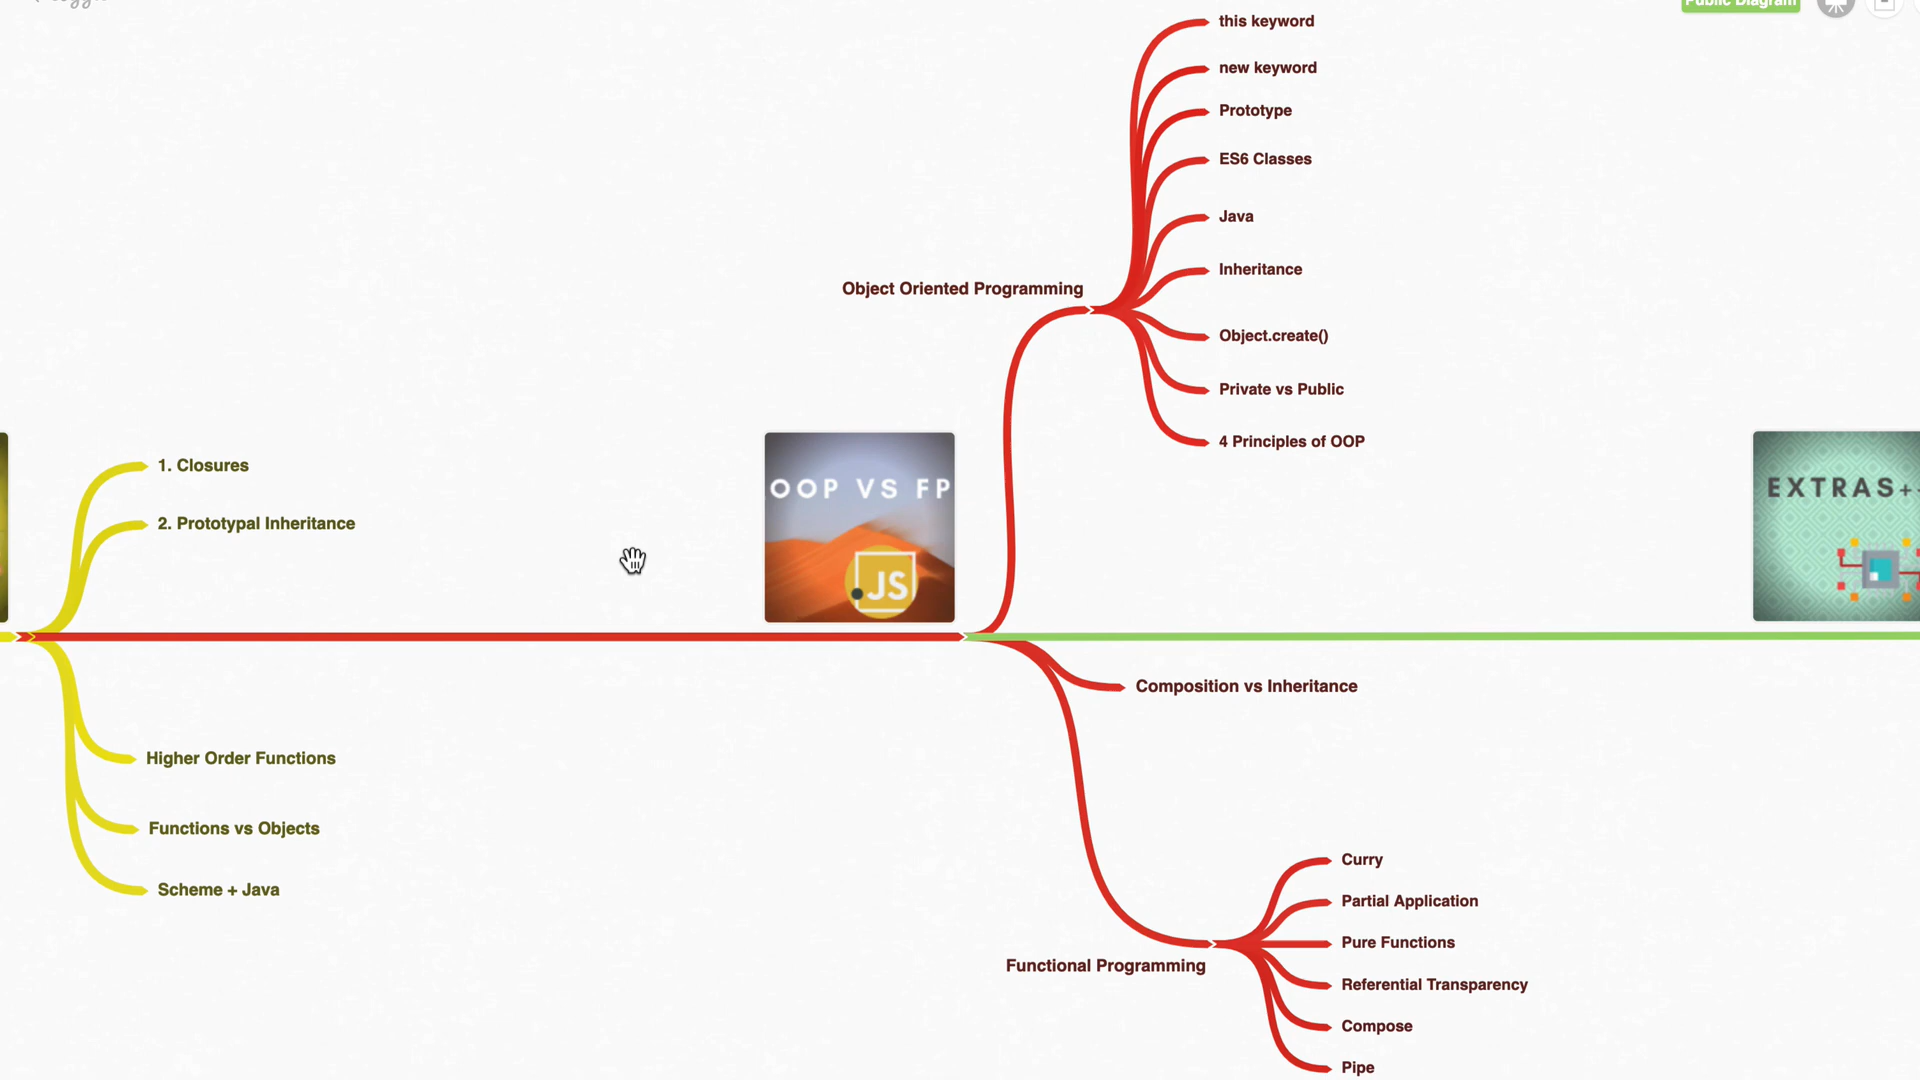 Public Diagram
this keyword
new keyword
Prototype
ES6 Classes
Java
Inheritance
Object Oriented Programming
Object.create()
Private vs Public
4 Principles of OOP
1. Closures
2. Prototypal Inheritance
OOP VS FP
JS
EXTRAS+
Composition vs Inheritance
Higher Order Functions
Functions vs Objects
Scheme + Java
Curry
Partial Application
Pure Functions
Functional Programming
Referential Transparency
Compose
Pipe